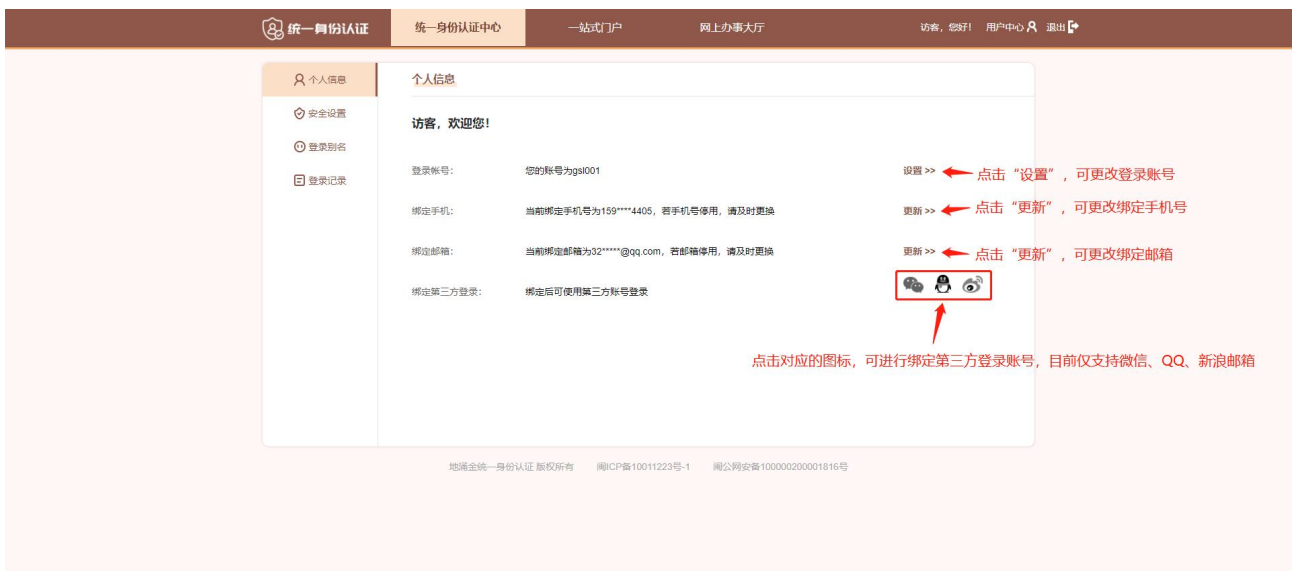 统一身份认证 统一身份认证中心 一站式门户 网上办事大厅 访客，您好! 用户中心 退出
个人信息
安全设置
登录别名
登录记录
个人信息
访客，欢迎您!
登录帐号: 您的账号为gsl001 设置>> 点击“设置”，可更改登录账号
绑定手机: 当前绑定手机号为159****4405，若手机号停用，请及时更换 更新>> 点击“更新”，可更改绑定手机号
绑定邮箱: 当前绑定邮箱为32*****@qq.com，若邮箱停用，请及时更换 更新>> 点击“更新”，可更改绑定邮箱
绑定第三方登录: 绑定后可使用第三方账号登录
点击对应的图标，可进行绑定第三方登录账号，目前仅支持微信、QQ、新浪邮箱
地涌金统一身份认证 版权所有 闽ICP备10011223号-1 闽公网安备100000200001816号